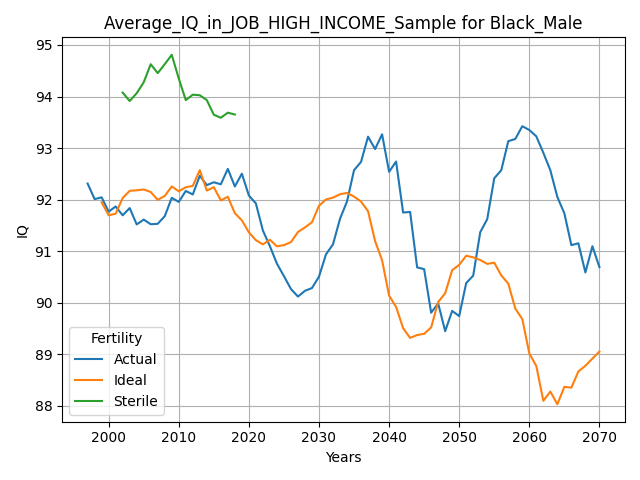 Average_IQ_in_JOB_HIGH_INCOME_Sample for Black_Male
95
94
93
92
91
90
89
88
IQ
Fertility
Actual
Ideal
Sterile
2000 2010 2020 2030 2040 2050 2060 2070
Years